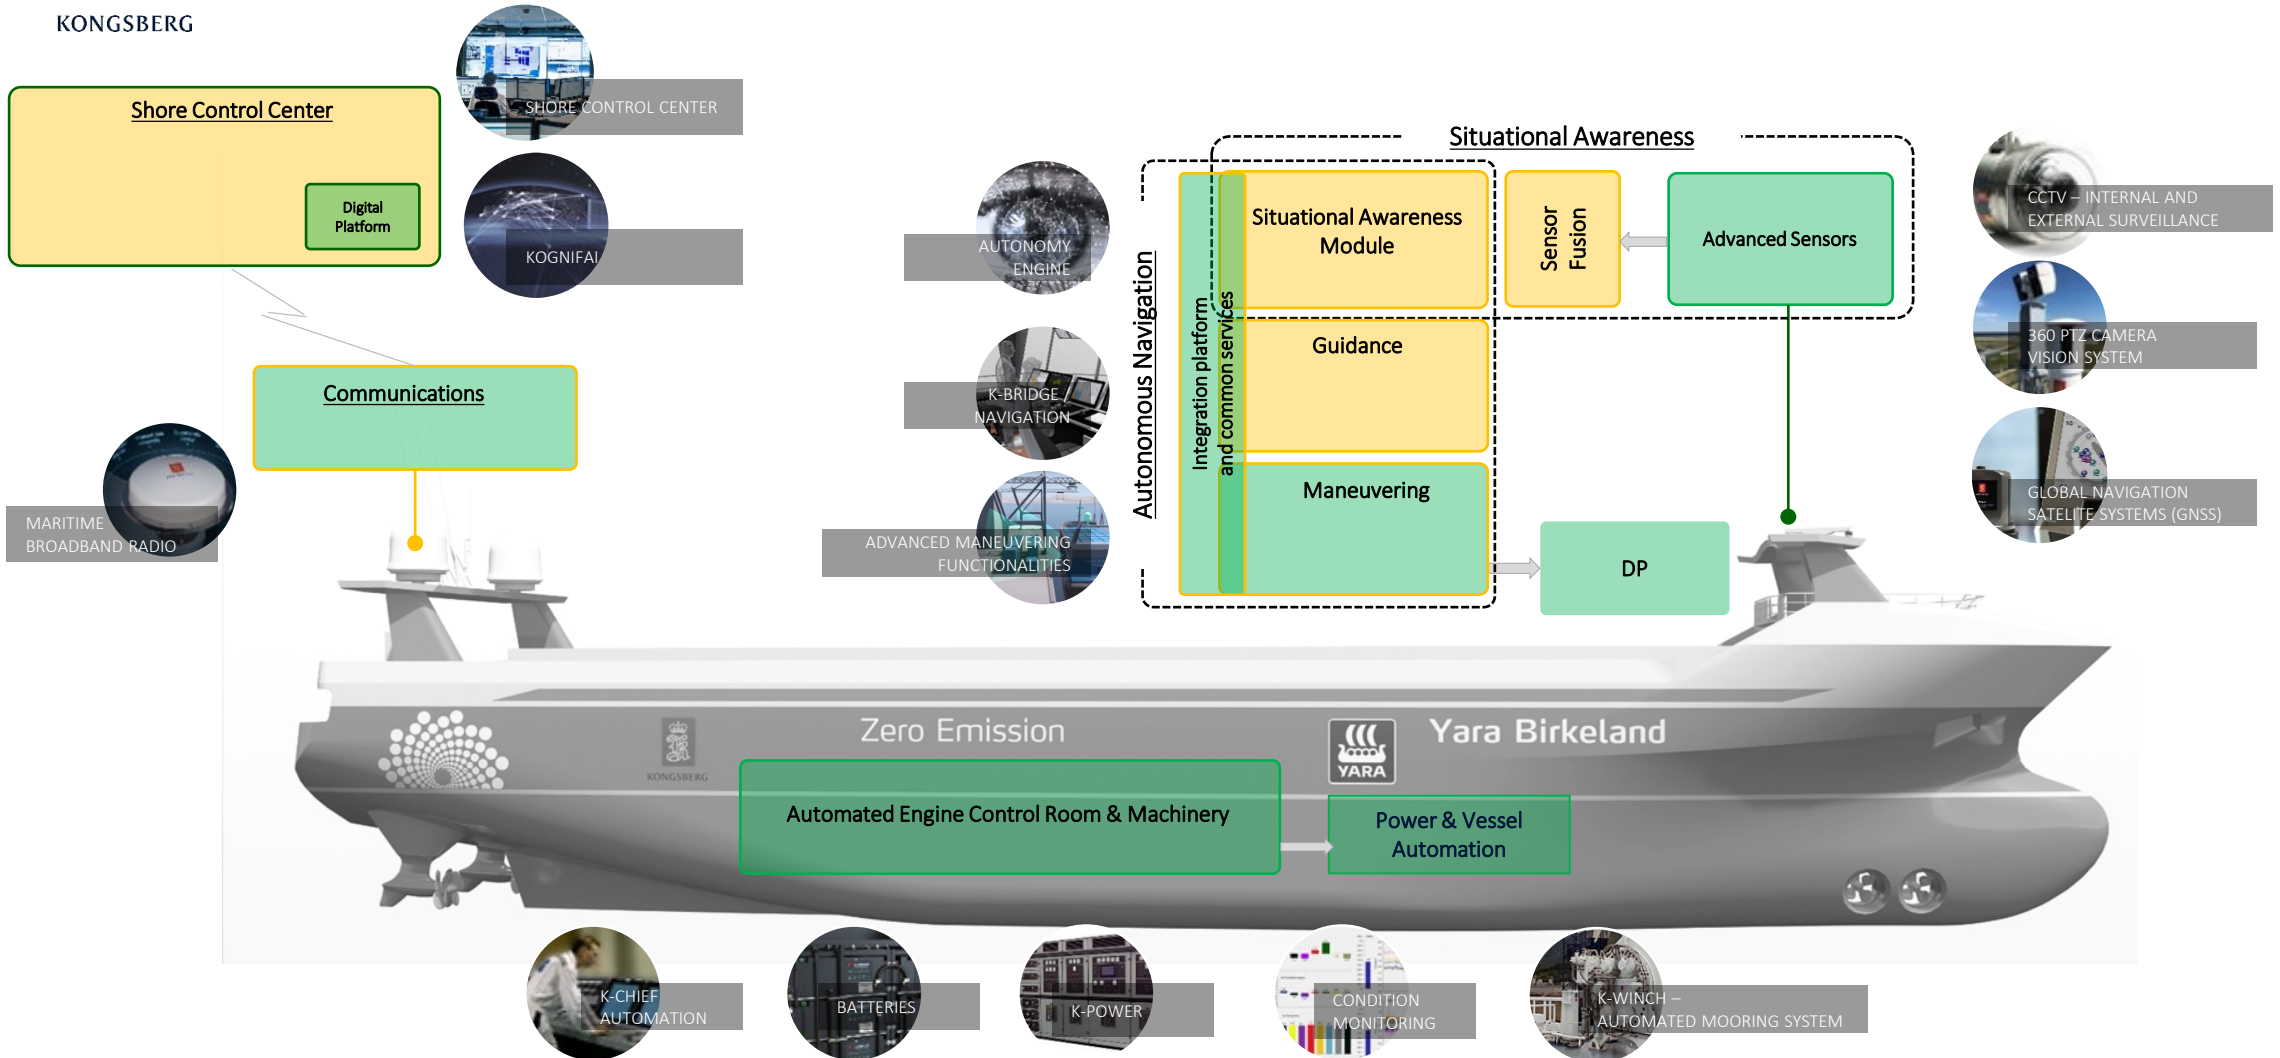 KONGSBERG
Shore Control Center
Digital
Platform
SHORE CONTROL CENTER
KOGNIFAI
Communications
MARITIME
BROADBAND RADIO
AUTONOMY
ENGINE
K-BRIDGE
NAVIGATION
ADVANCED MANEUVERING
FUNCTIONALITIES
Autonomous Navigation
Integration platform
and common services
Situational Awareness
Situational Awareness
Module
Sensor
Fusion
Advanced Sensors
Guidance
Maneuvering
DP
CCTV – INTERNAL AND
EXTERNAL SURVEILLANCE
360 PTZ CAMERA
VISION SYSTEM
GLOBAL NAVIGATION
SATELITE SYSTEMS (GNSS)
KONGSBERG
Zero Emission
YARA
Yara Birkeland
Automated Engine Control Room & Machinery
Power & Vessel
Automation
K-CHIEF
AUTOMATION
BATTERIES
K-POWER
CONDITION
MONITORING
K-WINCH –
AUTOMATED MOORING SYSTEM